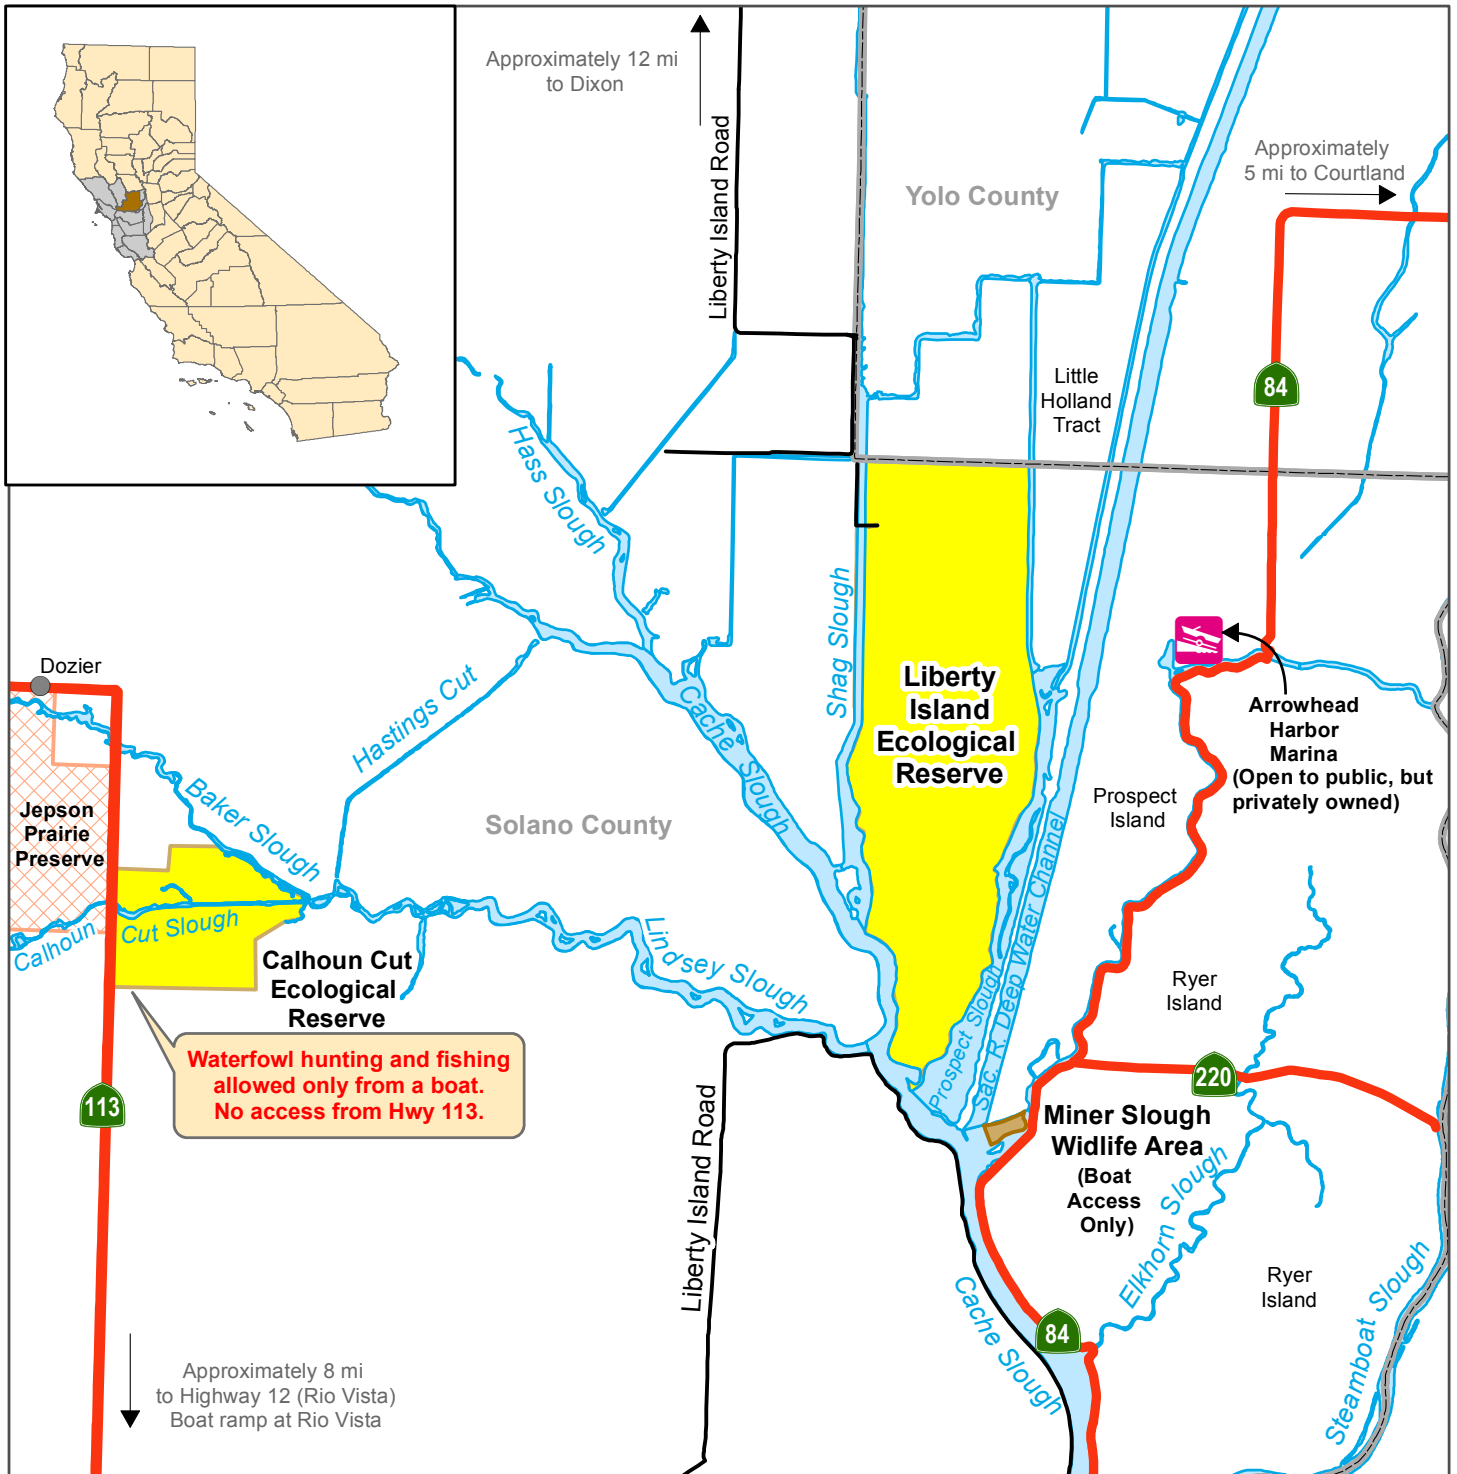 Approximately 12 mi
to Dixon
Liberty Island Road
Yolo County
Approximately
5 mi to Courtland
84
Little
Holland
Tract
Hass Slough
Shag Slough
Dozier
Hastings Cut
Cache Slough
Liberty
Island
Ecological
Reserve
Arrowhead
Harbor
Marina
(Open to public, but
privately owned)
Prospect
Island
Jepson
Prairie
Preserve
Baker Slough
Solano County
Calhoun
Cut Slough
Calhoun Cut
Ecological
Reserve
Lindsey Slough
Prospect Slough
Sac. R. Deep Water Channel
Ryer
Island
Waterfowl hunting and fishing
allowed only from a boat.
No access from Hwy 113.
113
220
Miner Slough
Widlife Area
(Boat
Access
Only)
Liberty Island Road
Elkhorn Slough
Ryer
Island
Cache Slough
84
Steamboat Slough
Approximately 8 mi
to Highway 12 (Rio Vista)
Boat ramp at Rio Vista